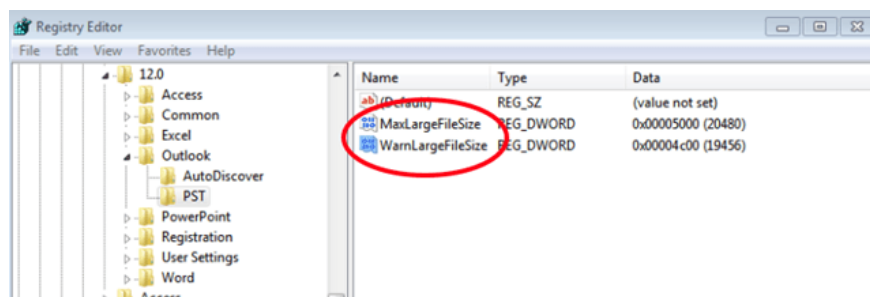 Registry Editor
File Edit View Favorites Help
12.0
Access
Common
Excel
Outlook
AutoDiscover
PST
PowerPoint
Registration
User Settings
Word
Access
Name Type Data
(Default) REG_SZ (value not set)
MaxLargeFileSize REG_DWORD 0x00005000 (20480)
WarnLargeFileSize REG_DWORD 0x00004c00 (19456)